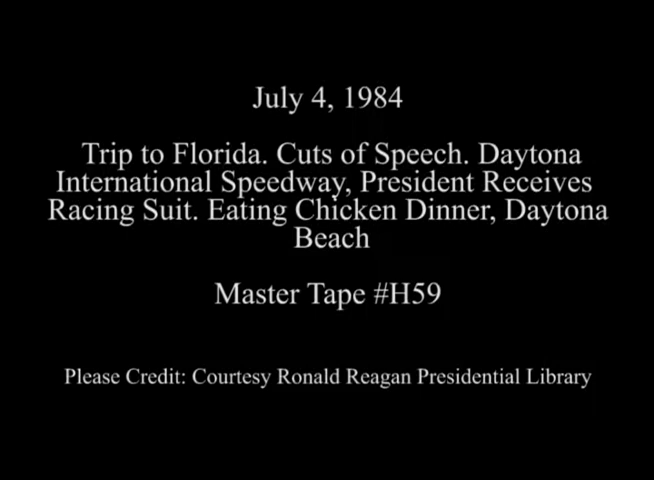 July 4, 1984
Trip to Florida. Cuts of Speech. Daytona
International Speedway, President Receives
Racing Suit. Eating Chicken Dinner, Daytona
Beach
Master Tape #H59
Please Credit: Courtesy Ronald Reagan Presidential Library